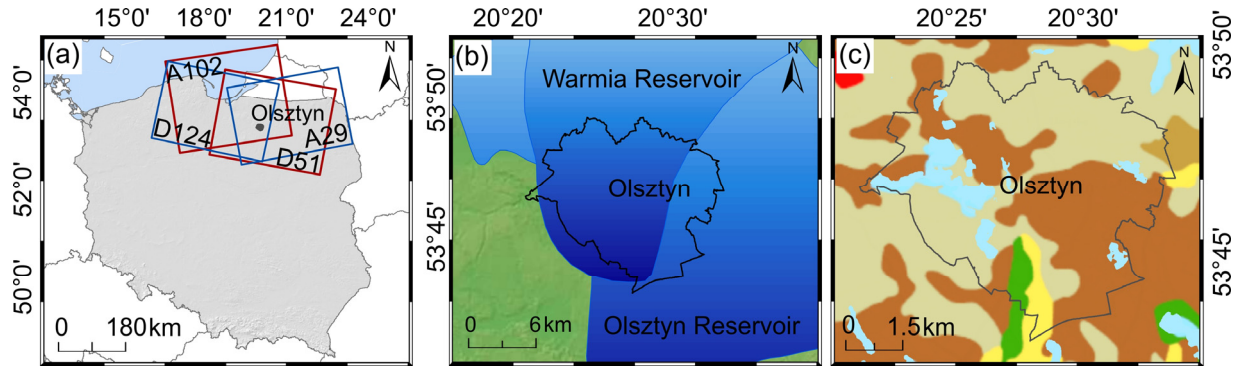 15°0' 18°0' 21°0' 24°0'
(a)
N
54°0'
52°0'
50°0'
A102
Olsztyn
D124
A29
D51
0 180km
20°20' 20°30'
(b)
N
53°50'
53°45'
Warmia Reservoir
Olsztyn
Olsztyn Reservoir
0 6km
20°25' 20°30'
(c)
N
53°50'
53°45'
Olsztyn
0 1.5km